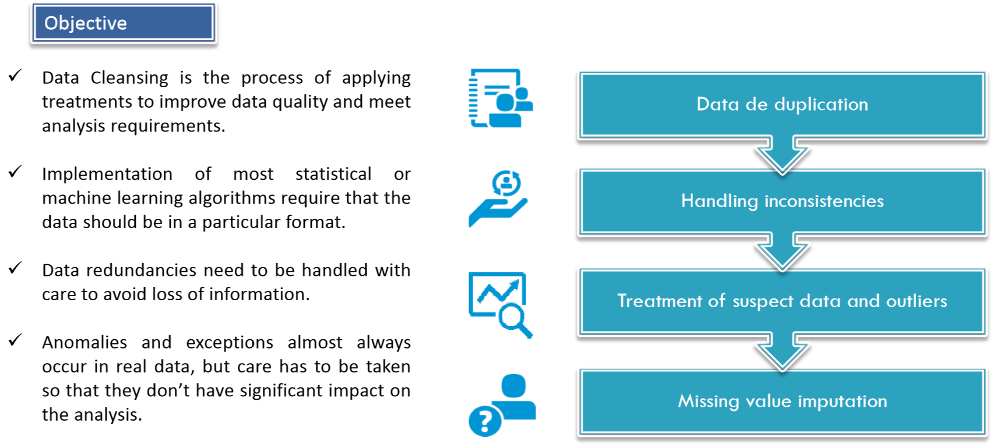 Objective
✓ Data Cleansing is the process of applying
treatments to improve data quality and meet
analysis requirements.
✓ Implementation of most statistical or
machine learning algorithms require that the
data should be in a particular format.
✓ Data redundancies need to be handled with
care to avoid loss of information.
✓ Anomalies and exceptions almost always
occur in real data, but care has to be taken
so that they don’t have significant impact on
the analysis.
Data de duplication
Handling inconsistencies
Treatment of suspect data and outliers
?
Missing value imputation